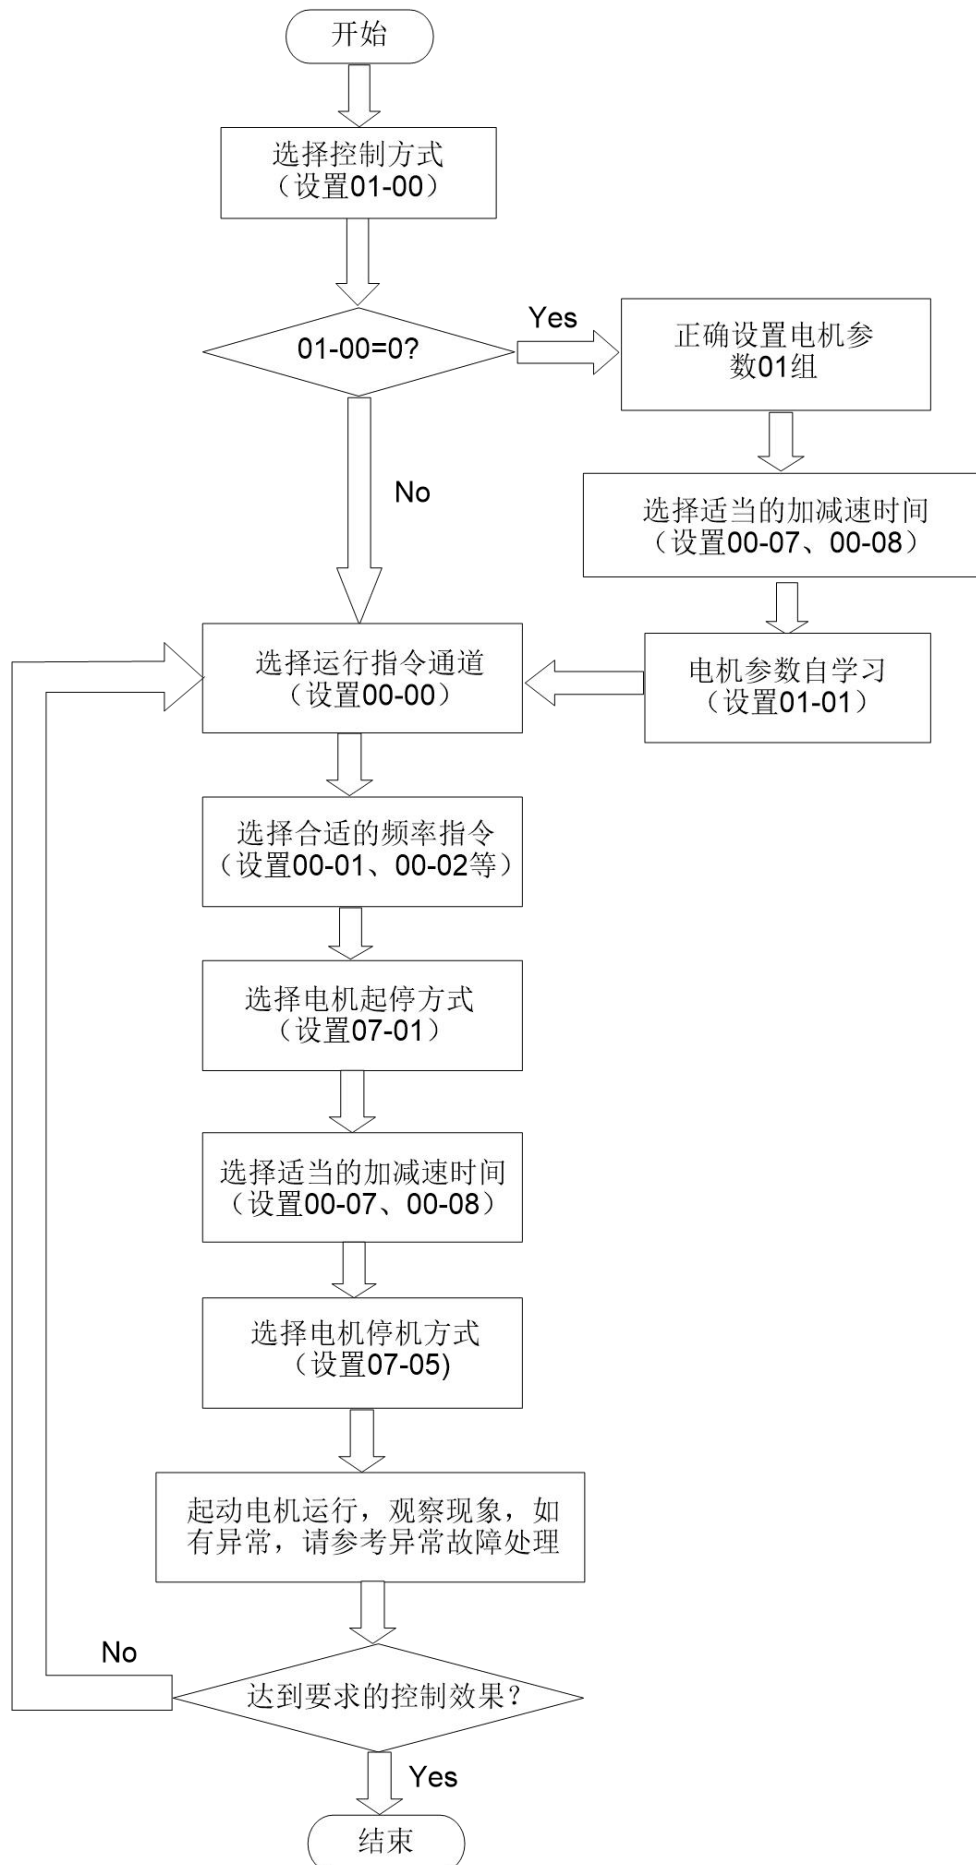 开始
选择控制方式
（设置01-00）
01-00=0?
Yes
正确设置电机参
数01组
No
选择适当的加减速时间
（设置00-07、00-08）
电机参数自学习
（设置01-01）
选择运行指令通道
（设置00-00）
选择合适的频率指令
（设置00-01、00-02等）
选择电机起停方式
（设置07-01）
选择适当的加减速时间
（设置00-07、00-08）
选择电机停机方式
（设置07-05)
起动电机运行，观察现象，如
有异常，请参考异常故障处理
No
达到要求的控制效果？
Yes
结束